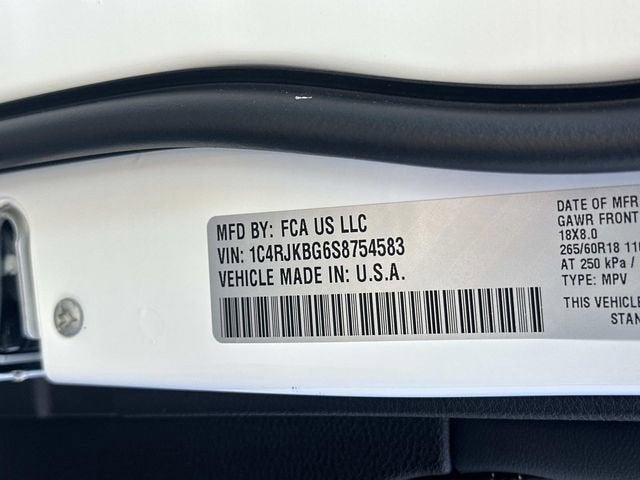 MFD BY: FCA US LLC
VIN: 1C4RJKBG6S8754583
VEHICLE MADE IN: U.S.A.
DATE OF MFR
GAWR FRONT
18X8.0
265/60R18
AT 250 kPa /
TYPE: MPV
THIS VEHICLE
STAN